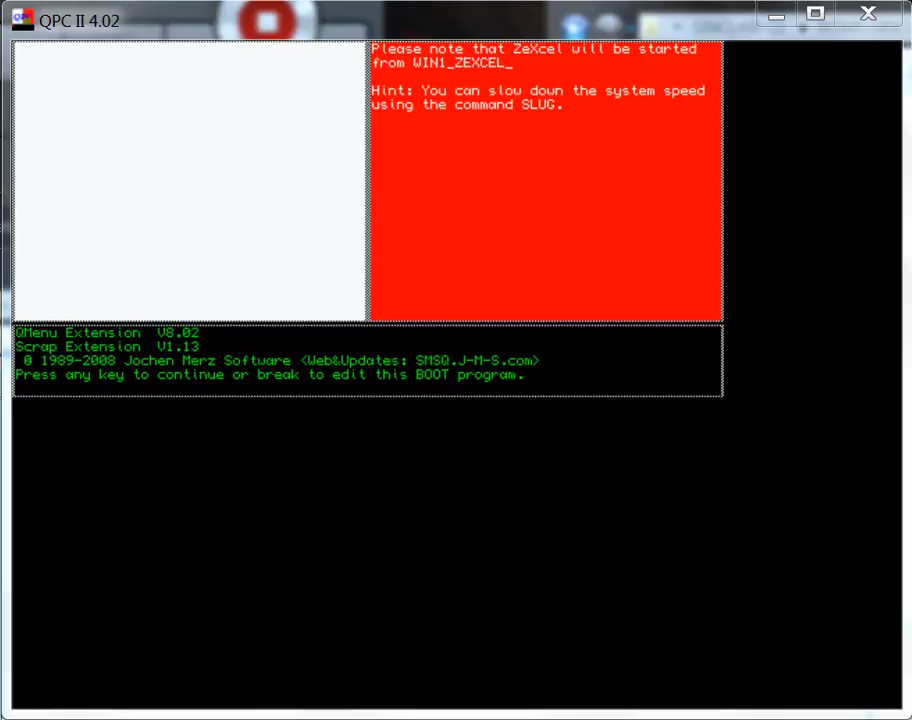 QPC II 4.02
Please note that ZeXcel will be started
from WIN1_ZEXCEL_
Hint: You can slow down the system speed
using the command SLUG.
QMenu Extension V8.02
Scrap Extension V1.13
© 1989-2008 Jochen Merz Software <Web&Updates: SMSQ.J-M-S.com>
Press any key to continue or break to edit this BOOT program.